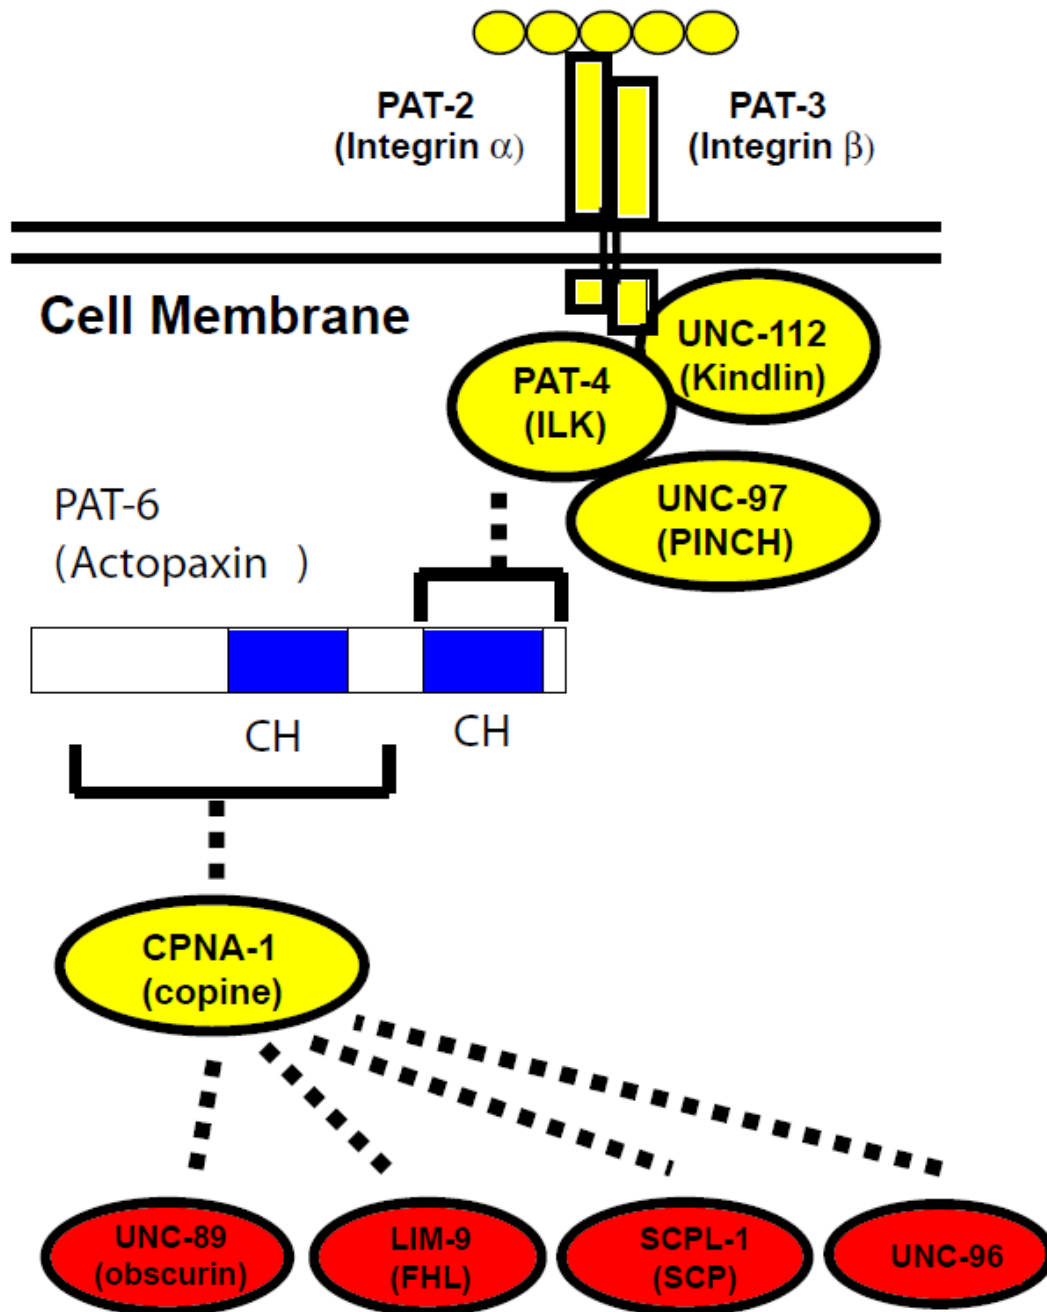 PAT-2
(Integrin α)
PAT-3
(Integrin β)
Cell Membrane
UNC-112
(Kindlin)
PAT-4
(ILK)
UNC-97
(PINCH)
PAT-6
(Actopaxin )
CH
CH
CPNA-1
(copine)
UNC-89
(obscurin)
LIM-9
(FHL)
SCPL-1
(SCP)
UNC-96